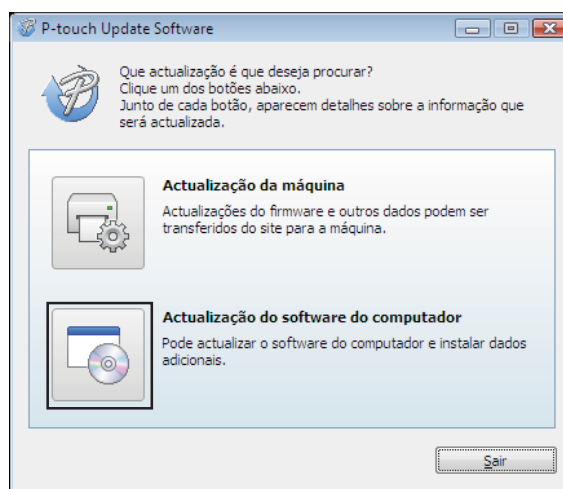 P-touch Update Software
Que actualização é que deseja procurar?
Clique um dos botões abaixo.
Junto de cada botão, aparecem detalhes sobre a informação que
será actualizada.
Actualização da máquina
Actualizações do firmware e outros dados podem ser
transferidos do site para a máquina.
Actualização do software do computador
Pode actualizar o software do computador e instalar dados
adicionais.
Sair